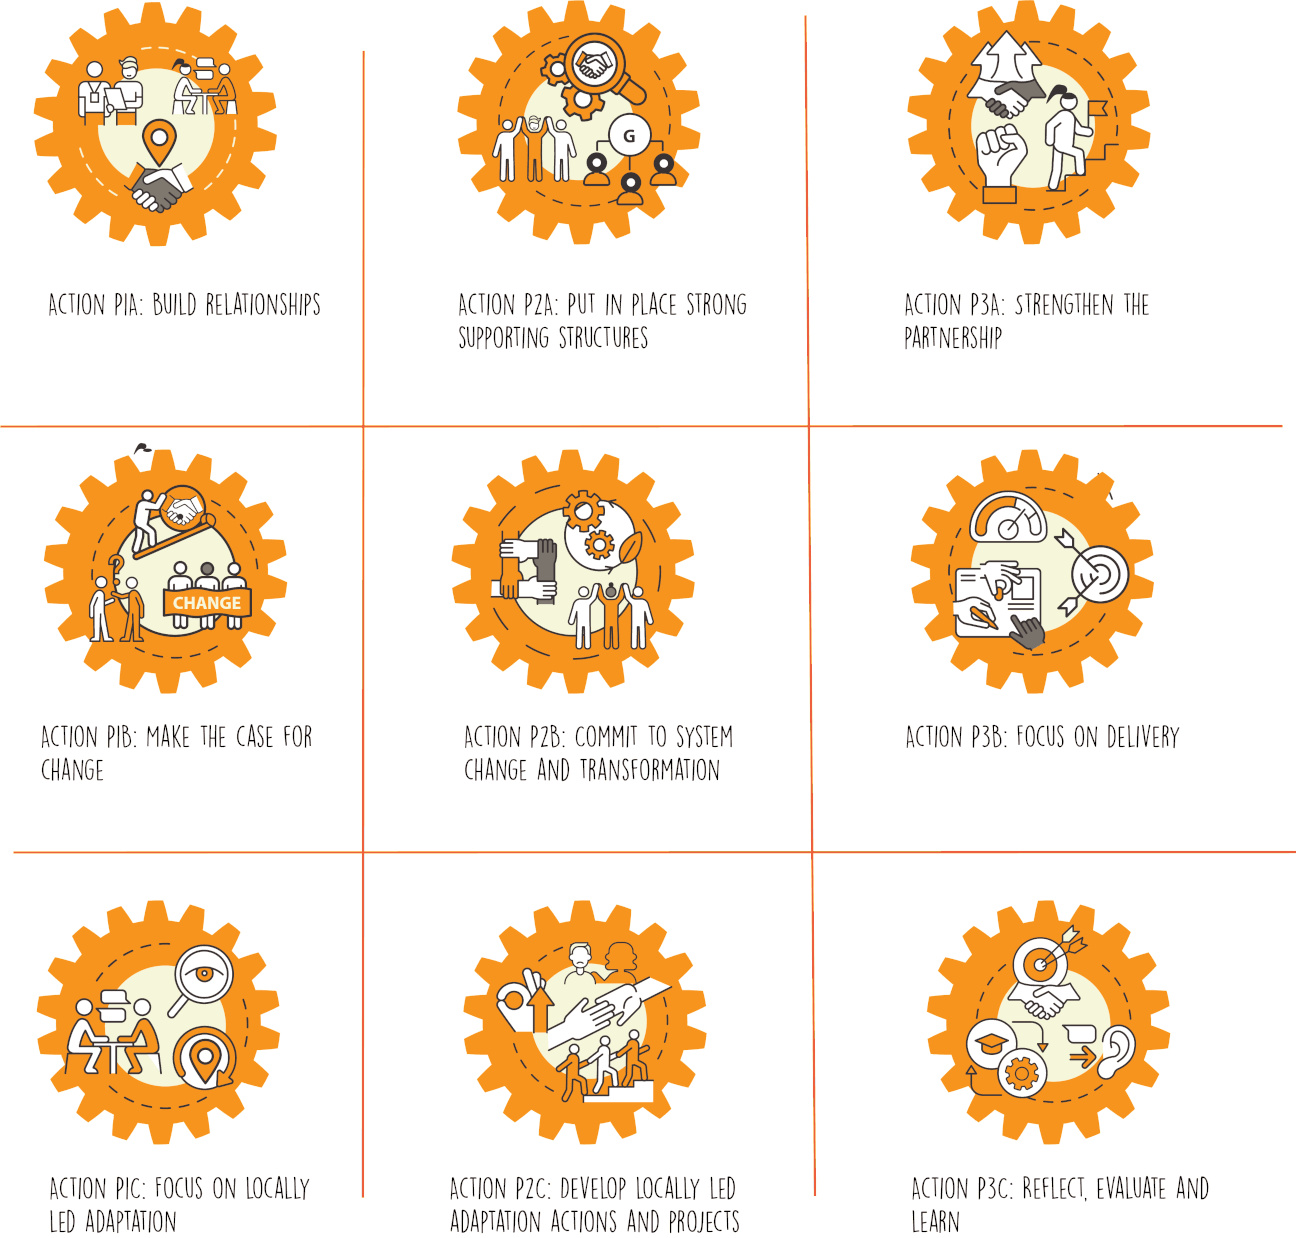 G
ACTION P1A: BUILD RELATIONSHIPS
ACTION P2A: PUT IN PLACE STRONG
SUPPORTING STRUCTURES
ACTION P3A: STRENGTHEN THE
PARTNERSHIP
?
CHANGE
ACTION P1B: MAKE THE CASE FOR
CHANGE
ACTION P2B: COMMIT TO SYSTEM
CHANGE AND TRANSFORMATION
ACTION P3B: FOCUS ON DELIVERY
ACTION P1C: FOCUS ON LOCALLY
LED ADAPTATION
ACTION P2C: DEVELOP LOCALLY LED
ADAPTATION ACTIONS AND PROJECTS
ACTION P3C: REFLECT, EVALUATE AND
LEARN